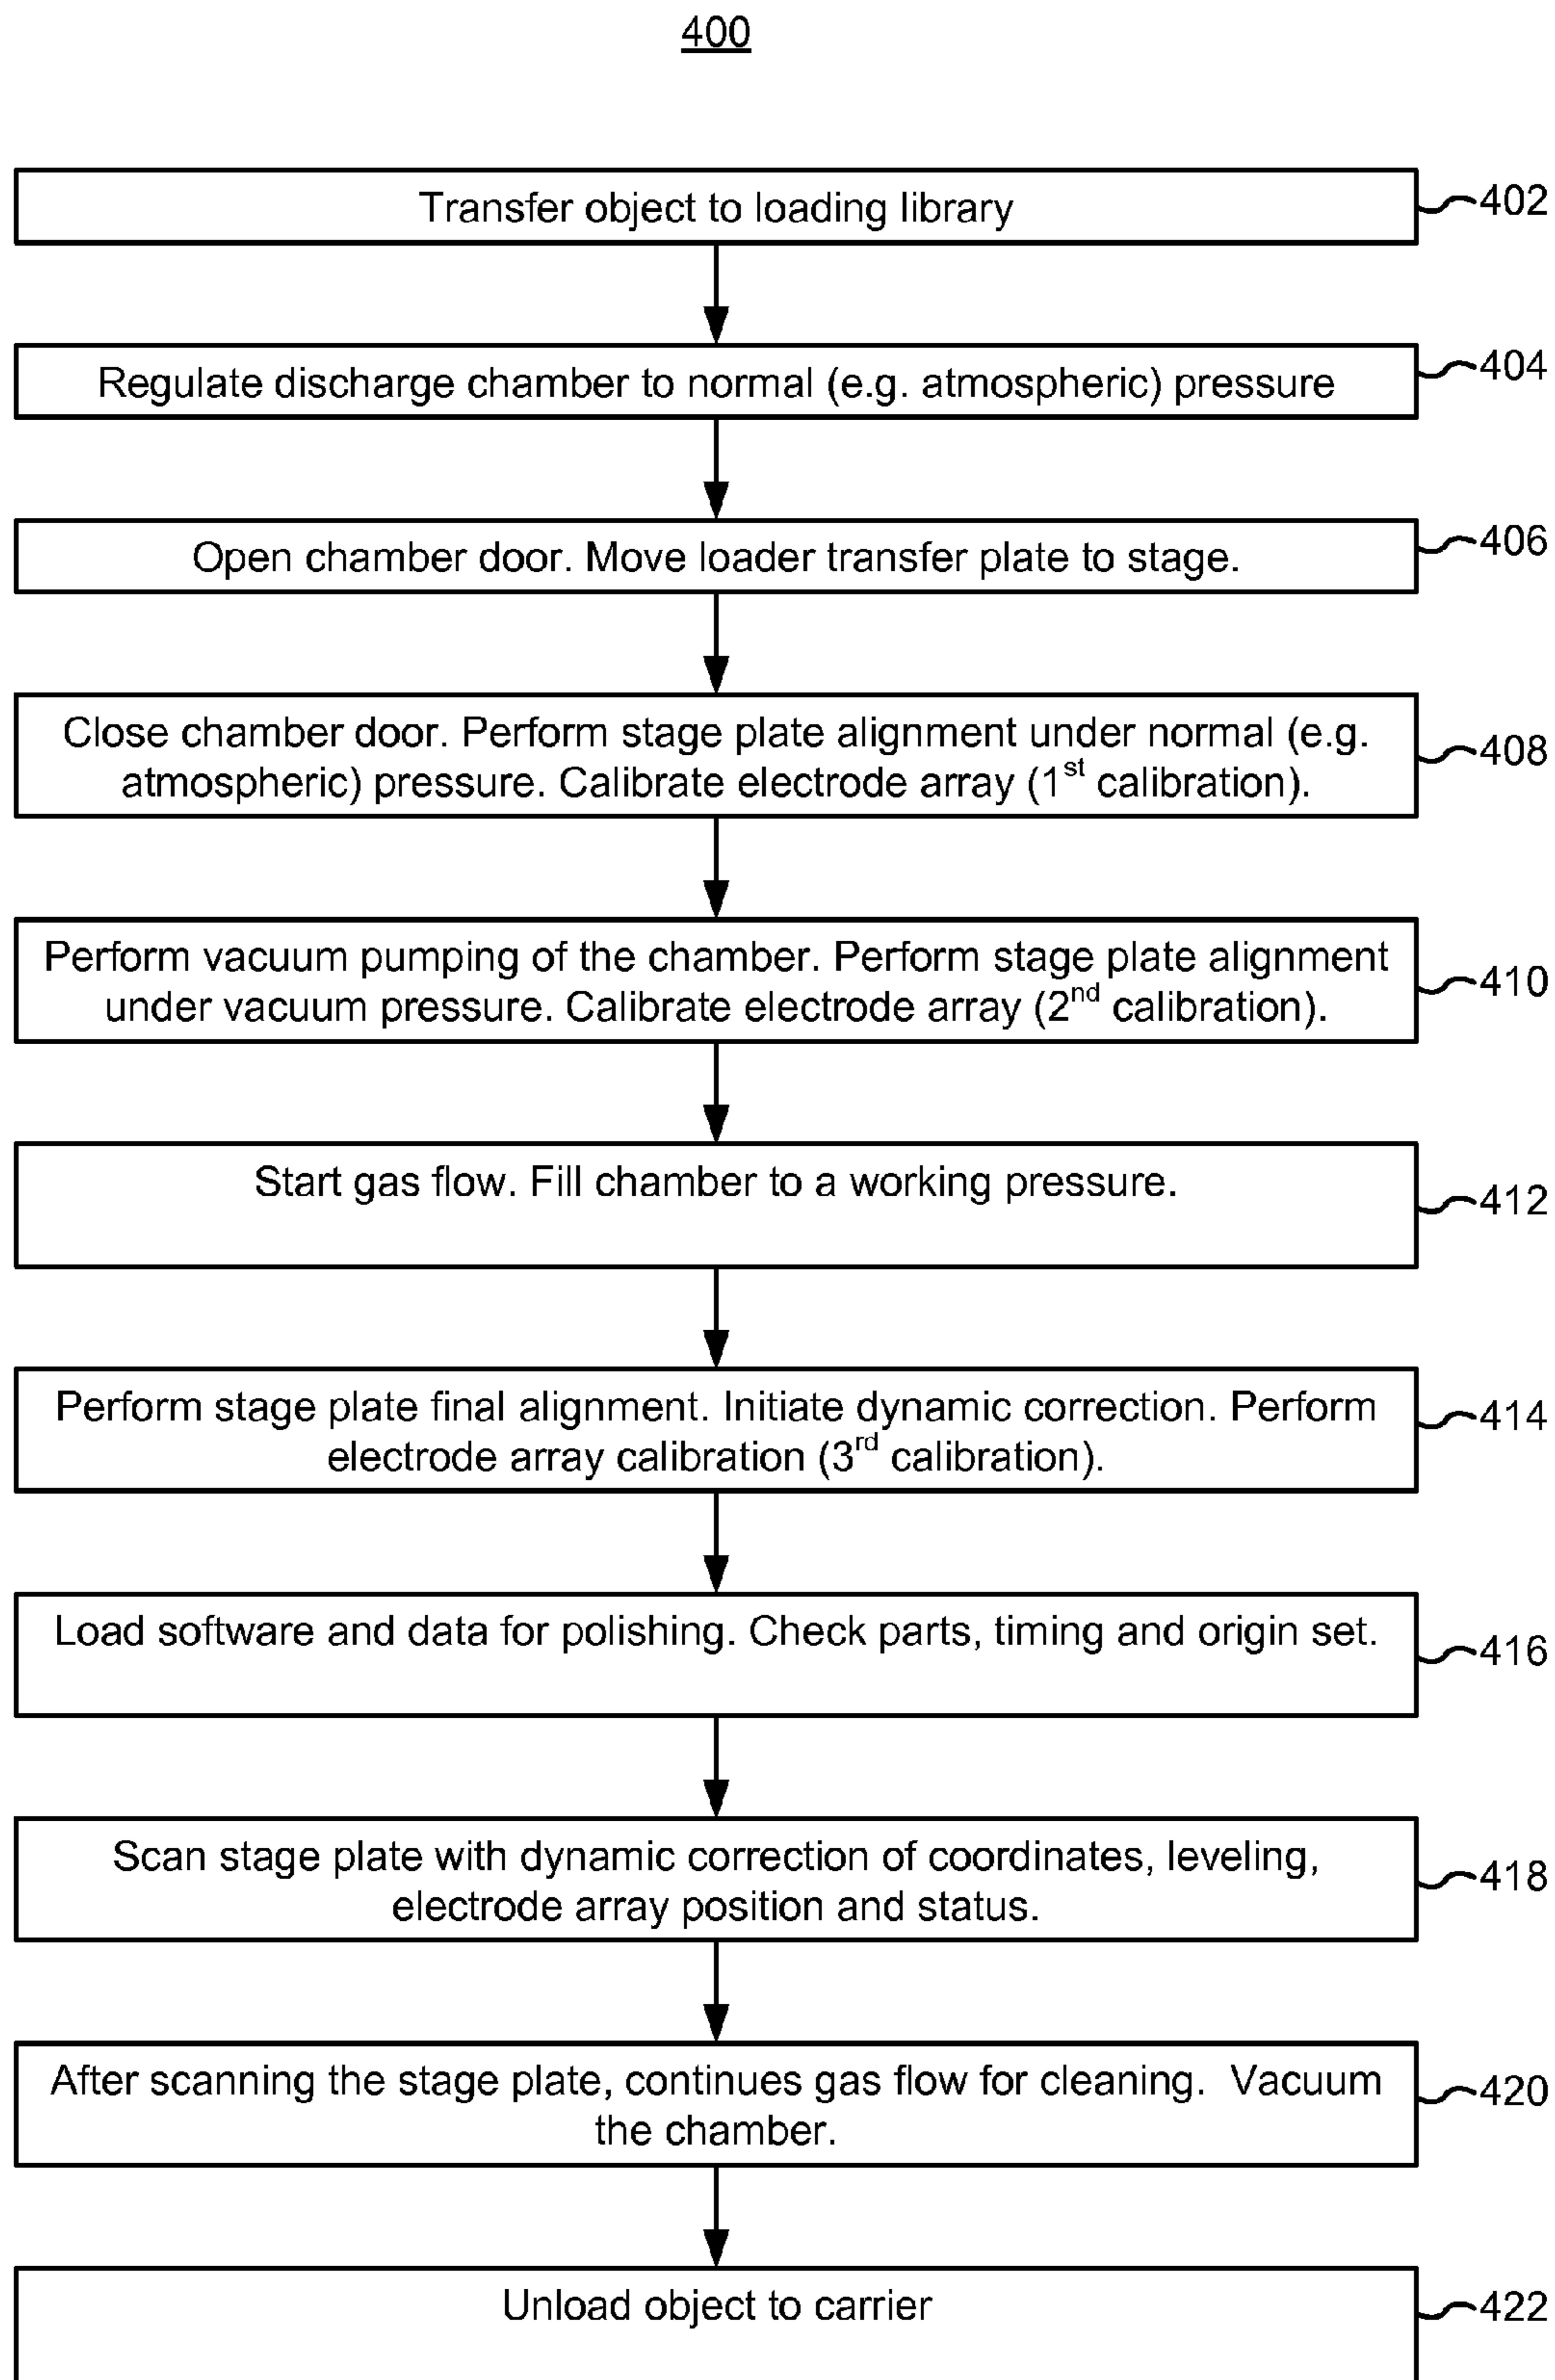 400
Transfer object to loading library
402
Regulate discharge chamber to normal (e.g. atmospheric) pressure
404
Open chamber door. Move loader transfer plate to stage.
406
Close chamber door. Perform stage plate alignment under normal (e.g.
atmospheric) pressure. Calibrate electrode array (1st calibration).
408
Perform vacuum pumping of the chamber. Perform stage plate alignment
under vacuum pressure. Calibrate electrode array (2nd calibration).
410
Start gas flow. Fill chamber to a working pressure.
412
Perform stage plate final alignment. Initiate dynamic correction. Perform
electrode array calibration (3rd calibration).
414
Load software and data for polishing. Check parts, timing and origin set.
416
Scan stage plate with dynamic correction of coordinates, leveling,
electrode array position and status.
418
After scanning the stage plate, continues gas flow for cleaning. Vacuum
the chamber.
420
Unload object to carrier
422